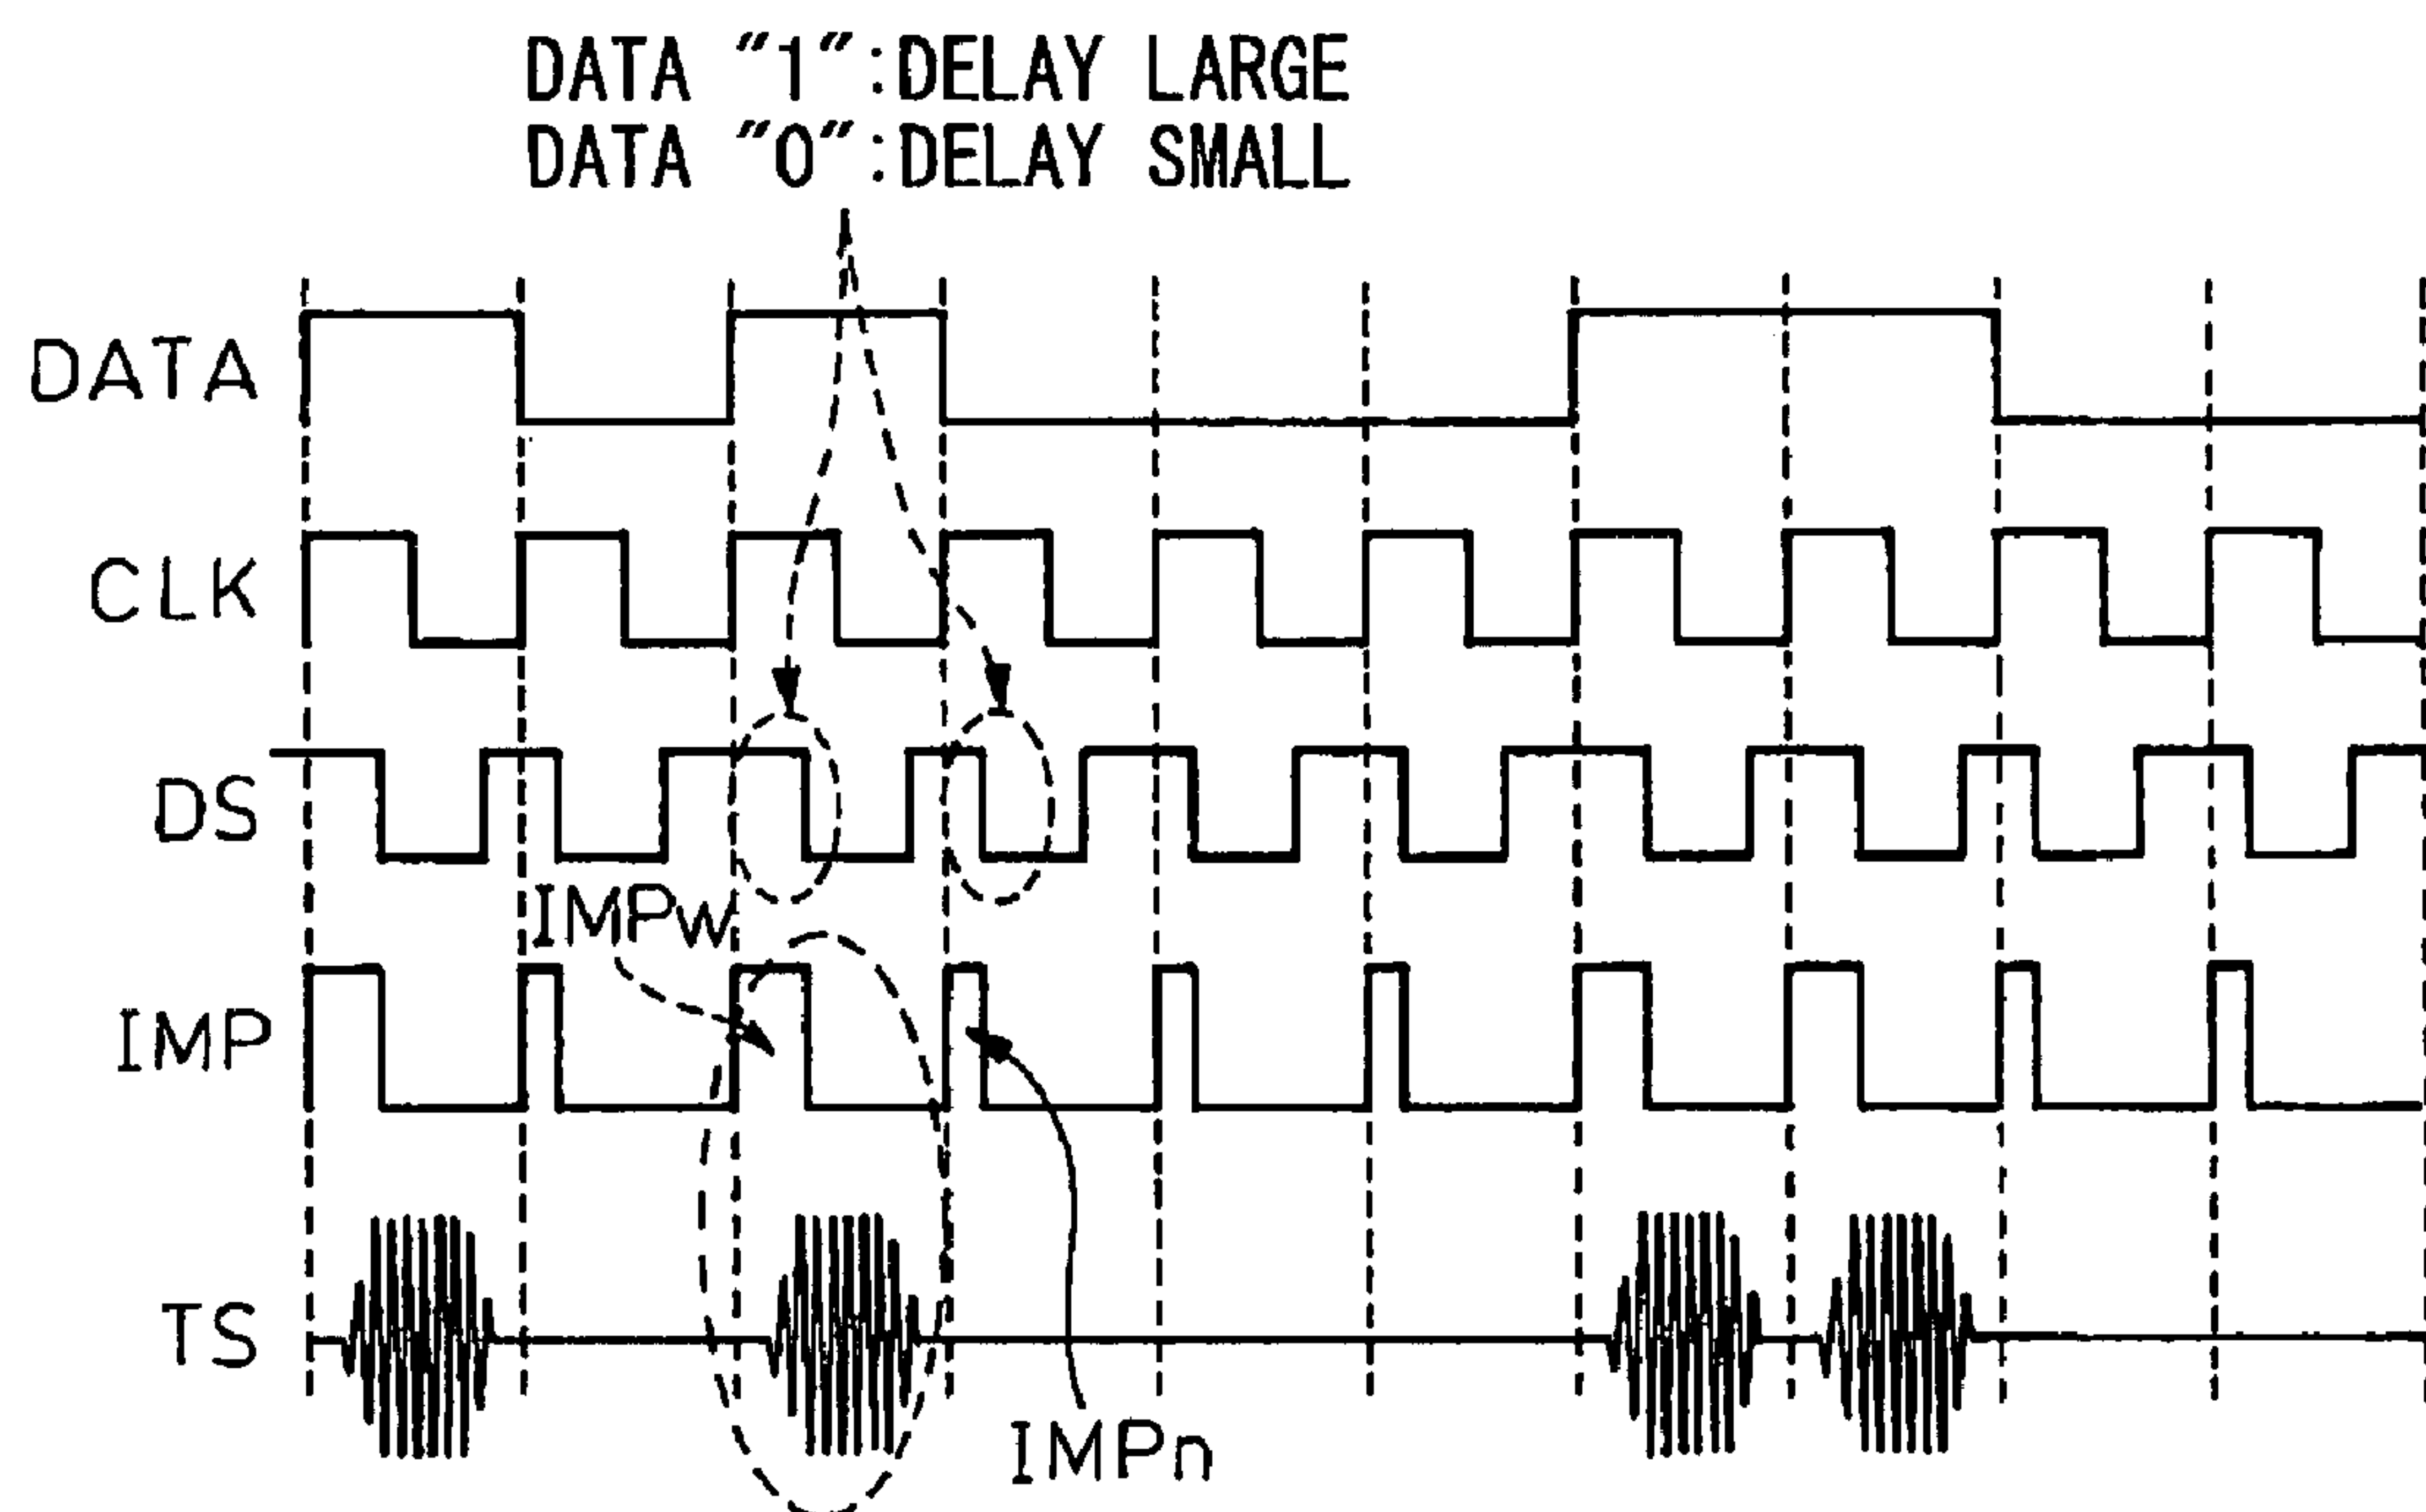 DATA "1":DELAY LARGE
DATA "0":DELAY SMALL
DATA
CLK
DS
IMPw
IMP
TS
IMPn